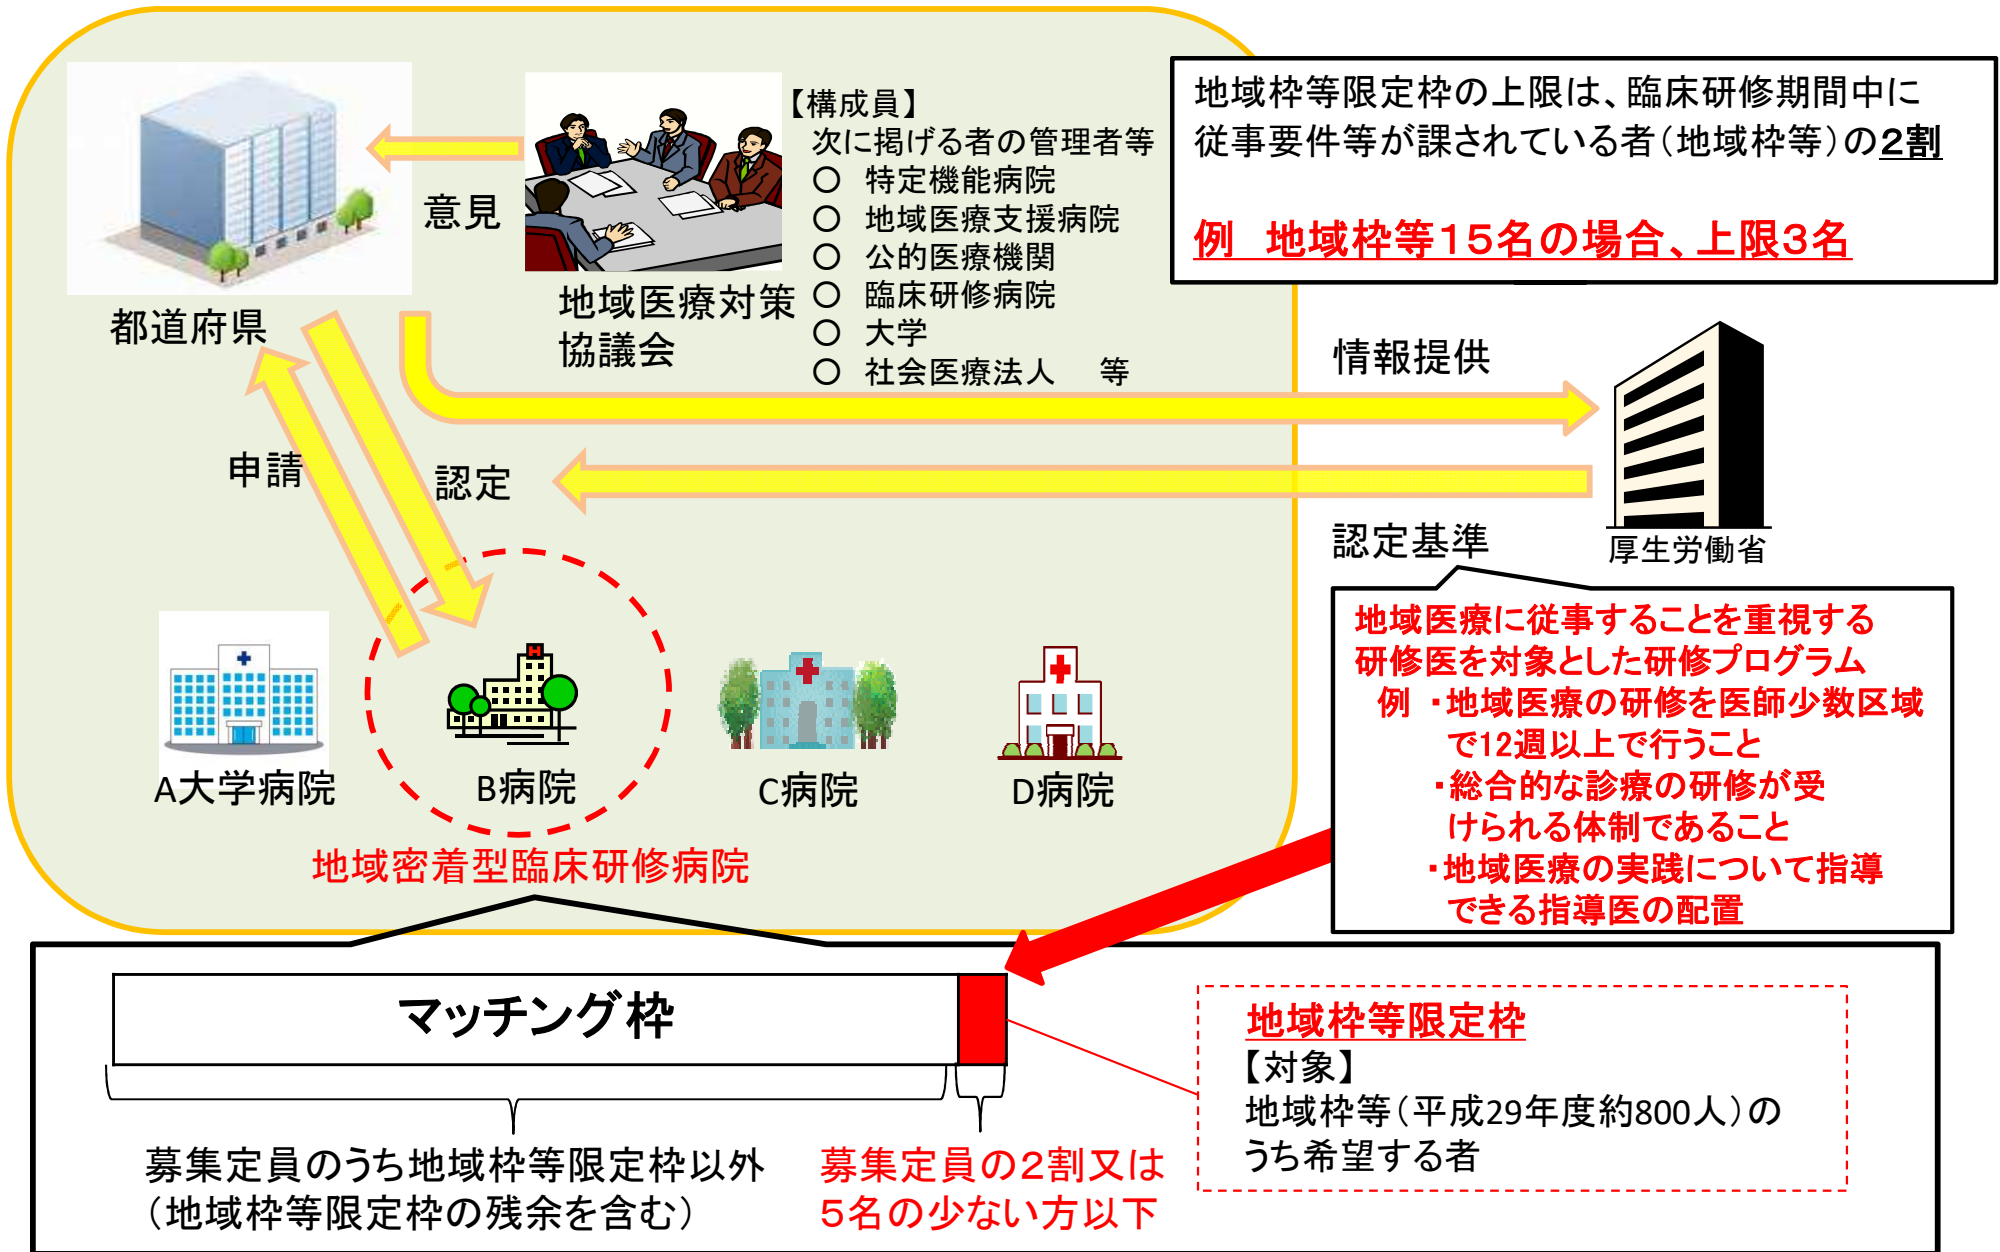 地域枠等限定枠の上限は、臨床研修期間中に
従事要件等が課されている者（地域枠等）の２割
例　地域枠等１５名の場合、上限３名
【構成員】
次に掲げる者の管理者等
○　特定機能病院
○　地域医療支援病院
○　公的医療機関
○　臨床研修病院
○　大学
○　社会医療法人　等
意見
都道府県
地域医療対策
協議会
情報提供
申請
認定
認定基準
厚生労働省
地域医療に従事することを重視する
研修医を対象とした研修プログラム
例　・地域医療の研修を医師少数区域
で12週以上で行うこと
・総合的な診療の研修が受
けられる体制であること
・地域医療の実践について指導
できる指導医の配置
A大学病院
B病院
C病院
D病院
地域密着型臨床研修病院
マッチング枠
募集定員のうち地域枠等限定枠以外
（地域枠等限定枠の残余を含む）
募集定員の２割又は
５名の少ない方以下
地域枠等限定枠
【対象】
地域枠等（平成29年度約800人）の
うち希望する者